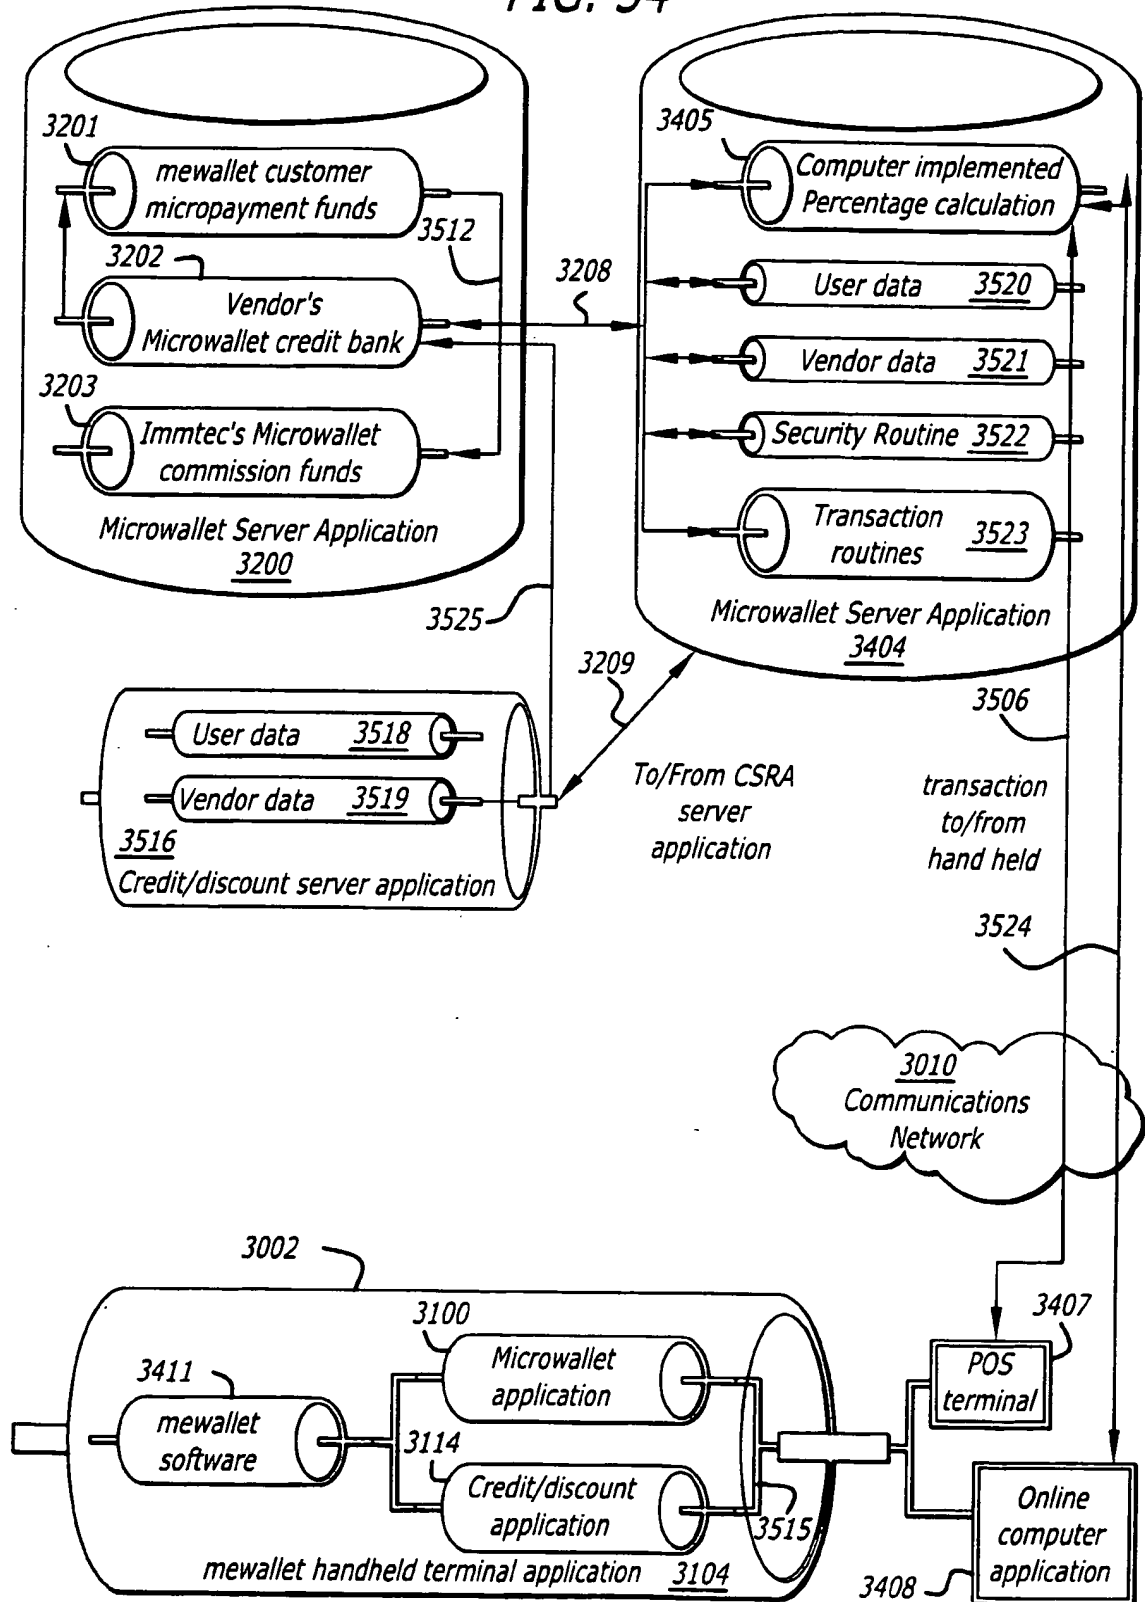 FIG. 34
3201
mewallet customer
micropayment funds
3512
3202
Vendor's
Microwallet credit bank
3203
Immtec's Microwallet
commission funds
Microwallet Server Application
3200
3208
3405
Computer implemented
Percentage calculation
User data 3520
Vendor data 3521
Security Routine 3522
Transaction
routines
3523
Microwallet Server Application
3404
3525
3209
3506
User data 3518
Vendor data 3519
3516
Credit/discount server application
To/From CSRA
server
application
transaction
to/from
hand held
3524
3010
Communications
Network
3002
3100
Microwallet
application
3411
mewallet
software
3114
Credit/discount
application
3515
mewallet handheld terminal application 3104
3407
POS
terminal
Online
computer
application
3408